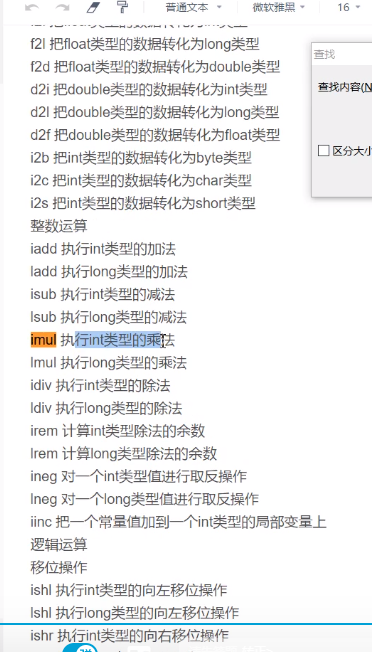 普通文本
微软雅黑
16
f2l 把float类型的数据转化为long类型
f2d 把float类型的数据转化为double类型
d2i 把double类型的数据转化为int类型
d2l 把double类型的数据转化为long类型
d2f 把double类型的数据转化为float类型
i2b 把int类型的数据转化为byte类型
i2c 把int类型的数据转化为char类型
i2s 把int类型的数据转化为short类型
整数运算
iadd 执行int类型的加法
ladd 执行long类型的加法
isub 执行int类型的减法
lsub 执行long类型的减法
imul 执行int类型的乘法
lmul 执行long类型的乘法
idiv 执行int类型的除法
ldiv 执行long类型的除法
irem 计算int类型除法的余数
lrem 计算long类型除法的余数
ineg 对一个int类型值进行取反操作
lneg 对一个long类型值进行取反操作
iinc 把一个常量值加到一个int类型的局部变量上
逻辑运算
移位操作
ishl 执行int类型的向左移位操作
lshl 执行long类型的向左移位操作
ishr 执行int类型的向右移位操作
查找
查找内容(N
区分大小